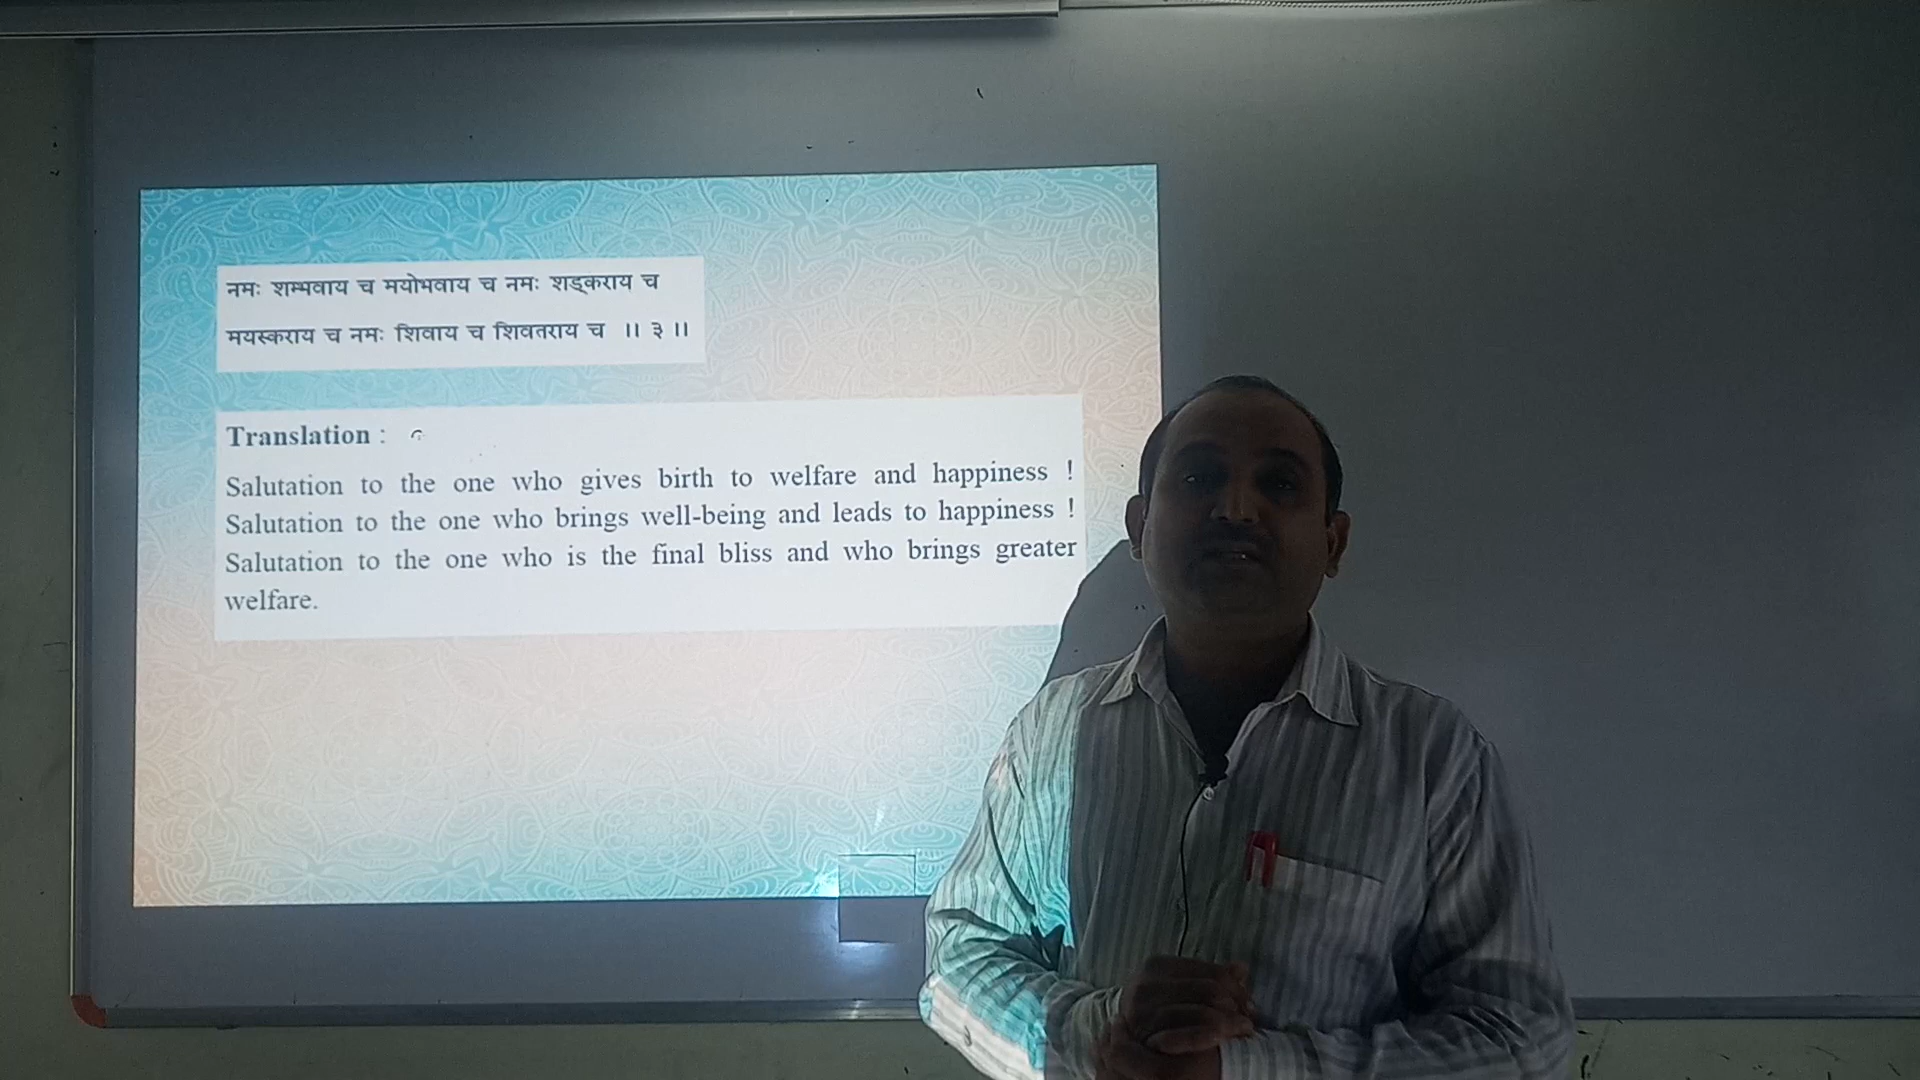 नमः शम्भवाय च मयोभवाय च नमः शङ्कराय च
मयस्कराय च नमः शिवाय च शिवतराय च ।। ३ ।।
Translation :
Salutation to the one who gives birth to welfare and happiness !
Salutation to the one who brings well-being and leads to happiness !
Salutation to the one who is the final bliss and who brings greater
welfare.